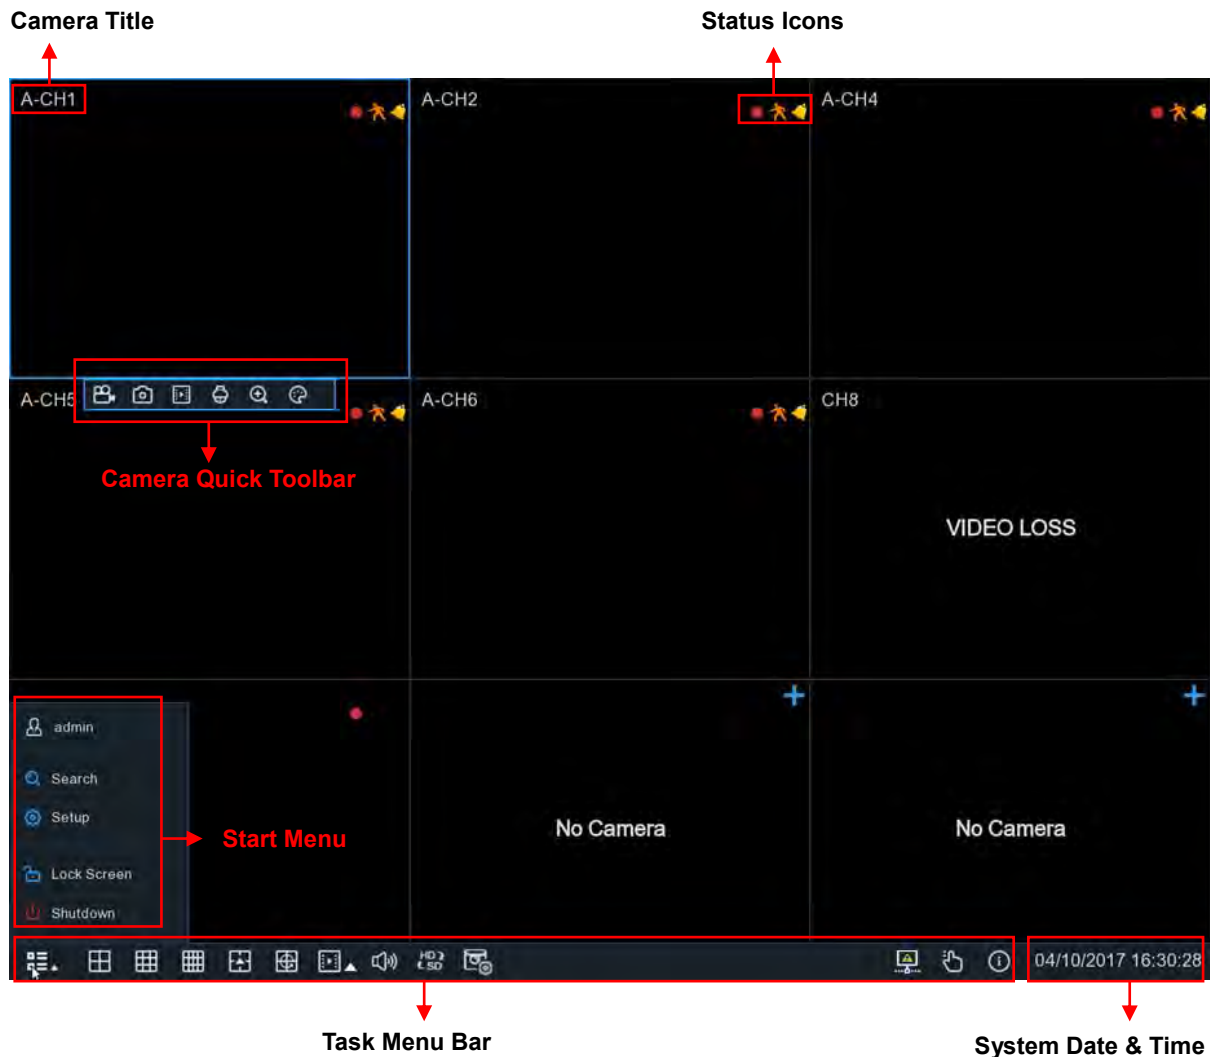 Camera Title
Status Icons
A-CH1
A-CH2
A-CH4
A-CH5
A-CH6
CH8
Camera Quick Toolbar
VIDEO LOSS
admin
Search
Setup
Start Menu
No Camera
No Camera
Lock Screen
Shutdown
HD
SD
04/10/2017 16:30:28
Task Menu Bar
System Date & Time